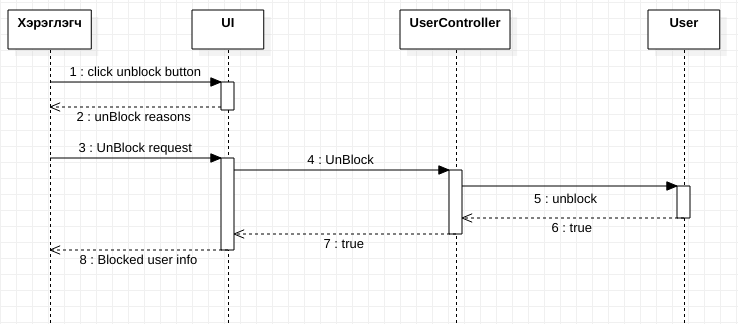 Хэрэглэгч
UI
UserController
User
1 : click unblock button
2 : unBlock reasons
3 : UnBlock request
4 : UnBlock
5 : unblock
6 : true
7 : true
8 : Blocked user info